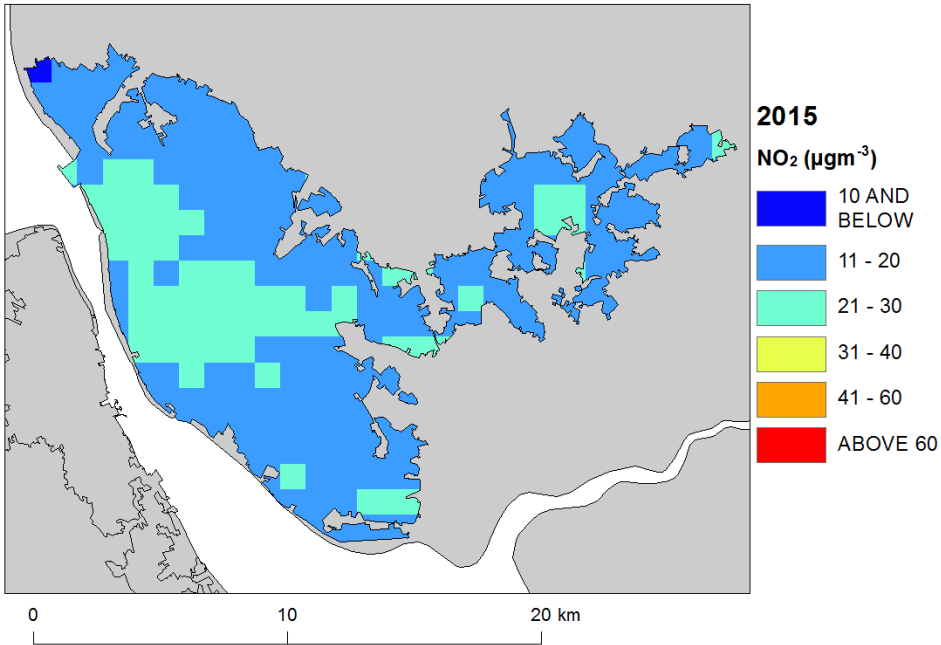 2015
NO₂ (µgm⁻³)
10 AND
BELOW
11 - 20
21 - 30
31 - 40
41 - 60
ABOVE 60
0 10 20 km